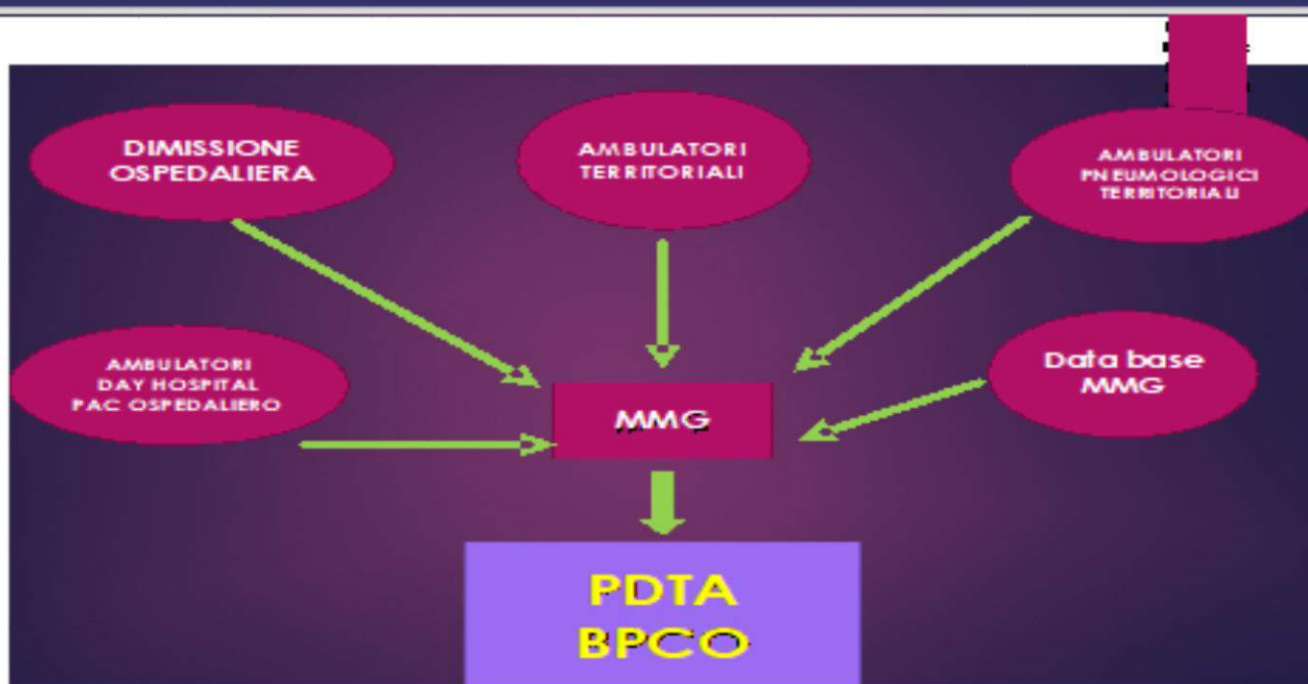 DIMISSIONE
OSPEDALIERA
AMBULATORI
TERRITORIALI
AMBULATORI
PNEUMOLOGICI
TERRITORIALI
AMBULATORI
DAY HOSPITAL
PAC OSPEDALIERO
Data base
MMG
MMG
PDTA
BPCO